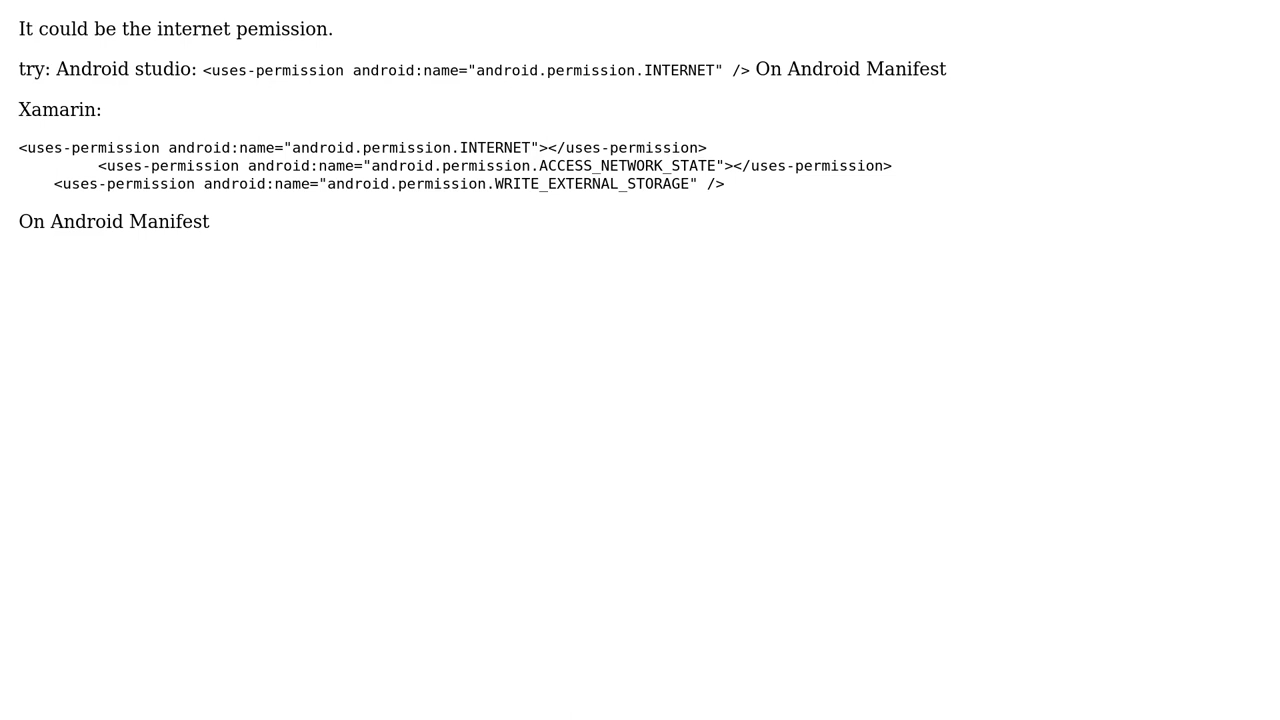 It could be the internet pemission.
try: Android studio: <uses-permission android:name="android.permission.INTERNET" /> On Android Manifest
Xamarin:
<uses-permission android:name="android.permission.INTERNET"></uses-permission>
<uses-permission android:name="android.permission.ACCESS_NETWORK_STATE"></uses-permission>
<uses-permission android:name="android.permission.WRITE_EXTERNAL_STORAGE" />
On Android Manifest